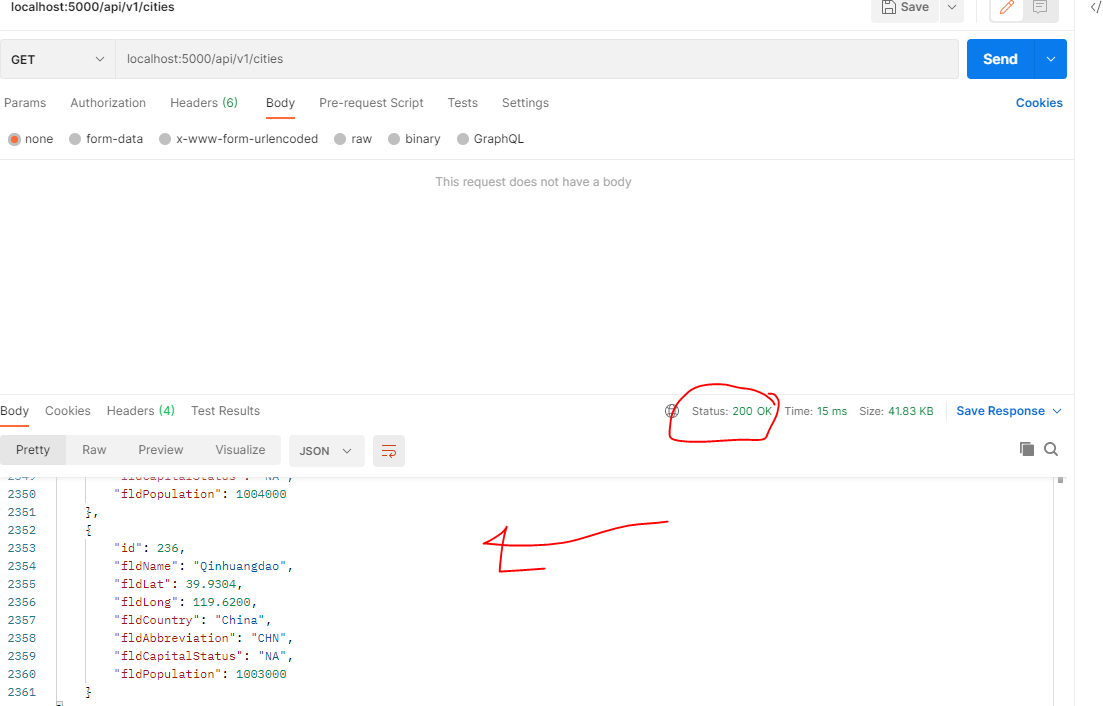 localhost:5000/api/v1/cities
Save
GET
localhost:5000/api/v1/cities
Send
Params Authorization Headers (6) Body Pre-request Script Tests Settings Cookies
none form-data x-www-form-urlencoded raw binary GraphQL
This request does not have a body
Body Cookies Headers (4) Test Results Status: 200 OK Time: 15 ms Size: 41.83 KB Save Response
Pretty Raw Preview Visualize JSON
2349 "fldCapitalStatus": "NA",
2350 "fldPopulation": 1004000
2351 },
2352 {
2353 "id": 236,
2354 "fldName": "Qinhuangdao",
2355 "fldLat": 39.9304,
2356 "fldLong": 119.6200,
2357 "fldCountry": "China",
2358 "fldAbbreviation": "CHN",
2359 "fldCapitalStatus": "NA",
2360 "fldPopulation": 1003000
2361 }